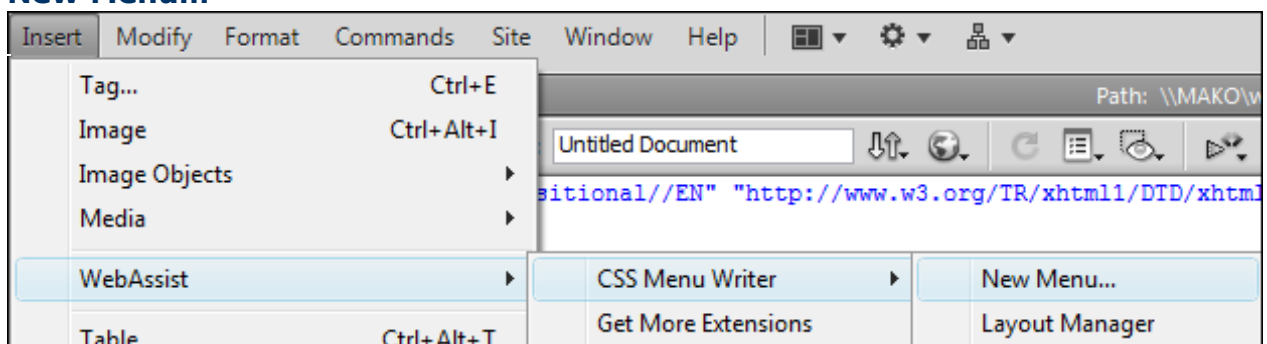 New Menu...
Insert Modify Format Commands Site Window Help
Tag... Ctrl+E
Path: \\MAKO\w
Image Ctrl+Alt+I
Untitled Document
Image Objects
sitional//EN" "http://www.w3.org/TR/xhtml1/DTD/xhtml
Media
WebAssist CSS Menu Writer New Menu...
Get More Extensions Layout Manager
Table Ctrl+Alt+T